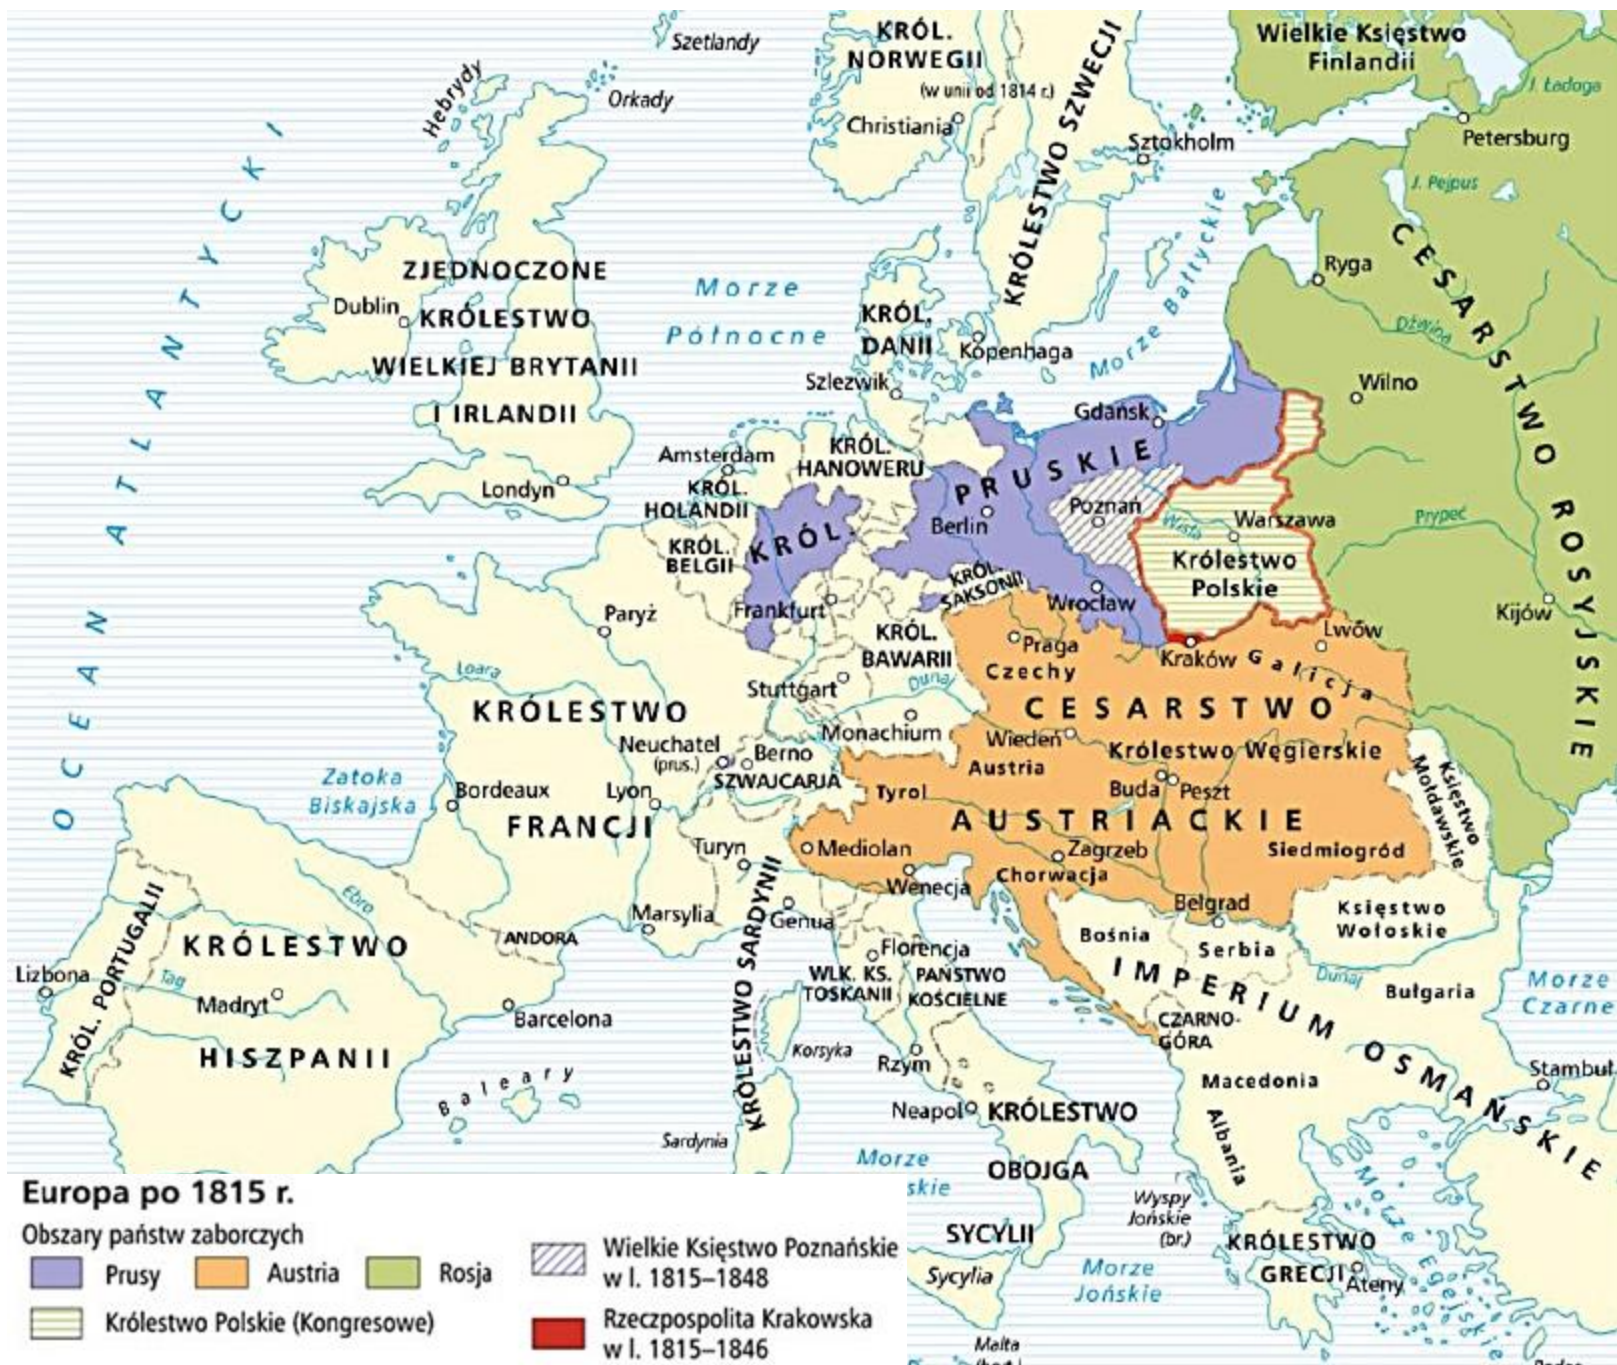 Szetlandy
Hebrydy
Orkady
KRÓL.
NORWEGII
(w unii od 1814 r.)
Christiania
KRÓLESTWO SZWECJI
Sztokholm
Wielkie Księstwo
Finlandii
J. Ładoga
Petersburg
J. Pejpus
CESARSTWO ROSYJSKIE
Ryga
Dźwina
Wilno
Prypeć
Kijów
OCEAN ATLANTYCKI
ZJEDNOCZONE
KRÓLESTWO
WIELKIEJ BRYTANII
I IRLANDII
Dublin
Londyn
Morze
Północne
KRÓL.
DANII
Kopenhaga
Szlezwik
Morze Bałtyckie
Gdańsk
Amsterdam
KRÓL.
HOLANDII
KRÓL.
HANOWERU
KRÓL.
BELGII
KRÓL. PRUSKIE
Berlin
Poznań
Wisła
Warszawa
Królestwo
Polskie
KRÓL.
SAKSONII
Wrocław
Frankfurt
Paryż
Loara
KRÓL.
BAWARII
Dunaj
Stuttgart
Monachium
Praga
Czechy
Kraków
Galicja
Lwów
CESARSTWO
AUSTRIACKIE
Wiedeń
Austria
Królestwo Węgierskie
Buda
Peszt
Tyrol
Zagrzeb
Chorwacja
Siedmiogród
Księstwo
Mołdawskie
KRÓLESTWO
FRANCJI
Neuchatel
(prus.)
Berno
SZWAJCARIA
Zatoka
Biskajska
Bordeaux
Lyon
Turyn
Mediolan
Wenecja
Marsylia
Genua
KRÓLESTWO SARDYNII
Ebro
ANDORA
KRÓL. PORTUGALII
KRÓLESTWO
HISZPANII
Lizbona
Tag
Madryt
Barcelona
Baleary
Florencja
WLK. KS.
TOSKANII
PAŃSTWO
KOŚCIELNE
Korsyka
Rzym
Sardynia
Neapol
KRÓLESTWO
OBOJGA
SYCYLII
Morze
skie
Sycylia
Malta
Belgrad
Bośnia
Serbia
Księstwo
Wołoskie
Dunaj
Bułgaria
Morze
Czarne
IMPERIUM OSMAŃSKIE
CZARNO-
GÓRA
Macedonia
Albania
Stambuł
Wyspy
Jońskie
(br.)
Morze
Jońskie
KRÓLESTWO
GRECJI
Ateny
Morze Egejskie
Europa po 1815 r.
Obszary państw zaborczych
Prusy
Austria
Rosja
Królestwo Polskie (Kongresowe)
Wielkie Księstwo Poznańskie
w l. 1815–1848
Rzeczpospolita Krakowska
w l. 1815–1846